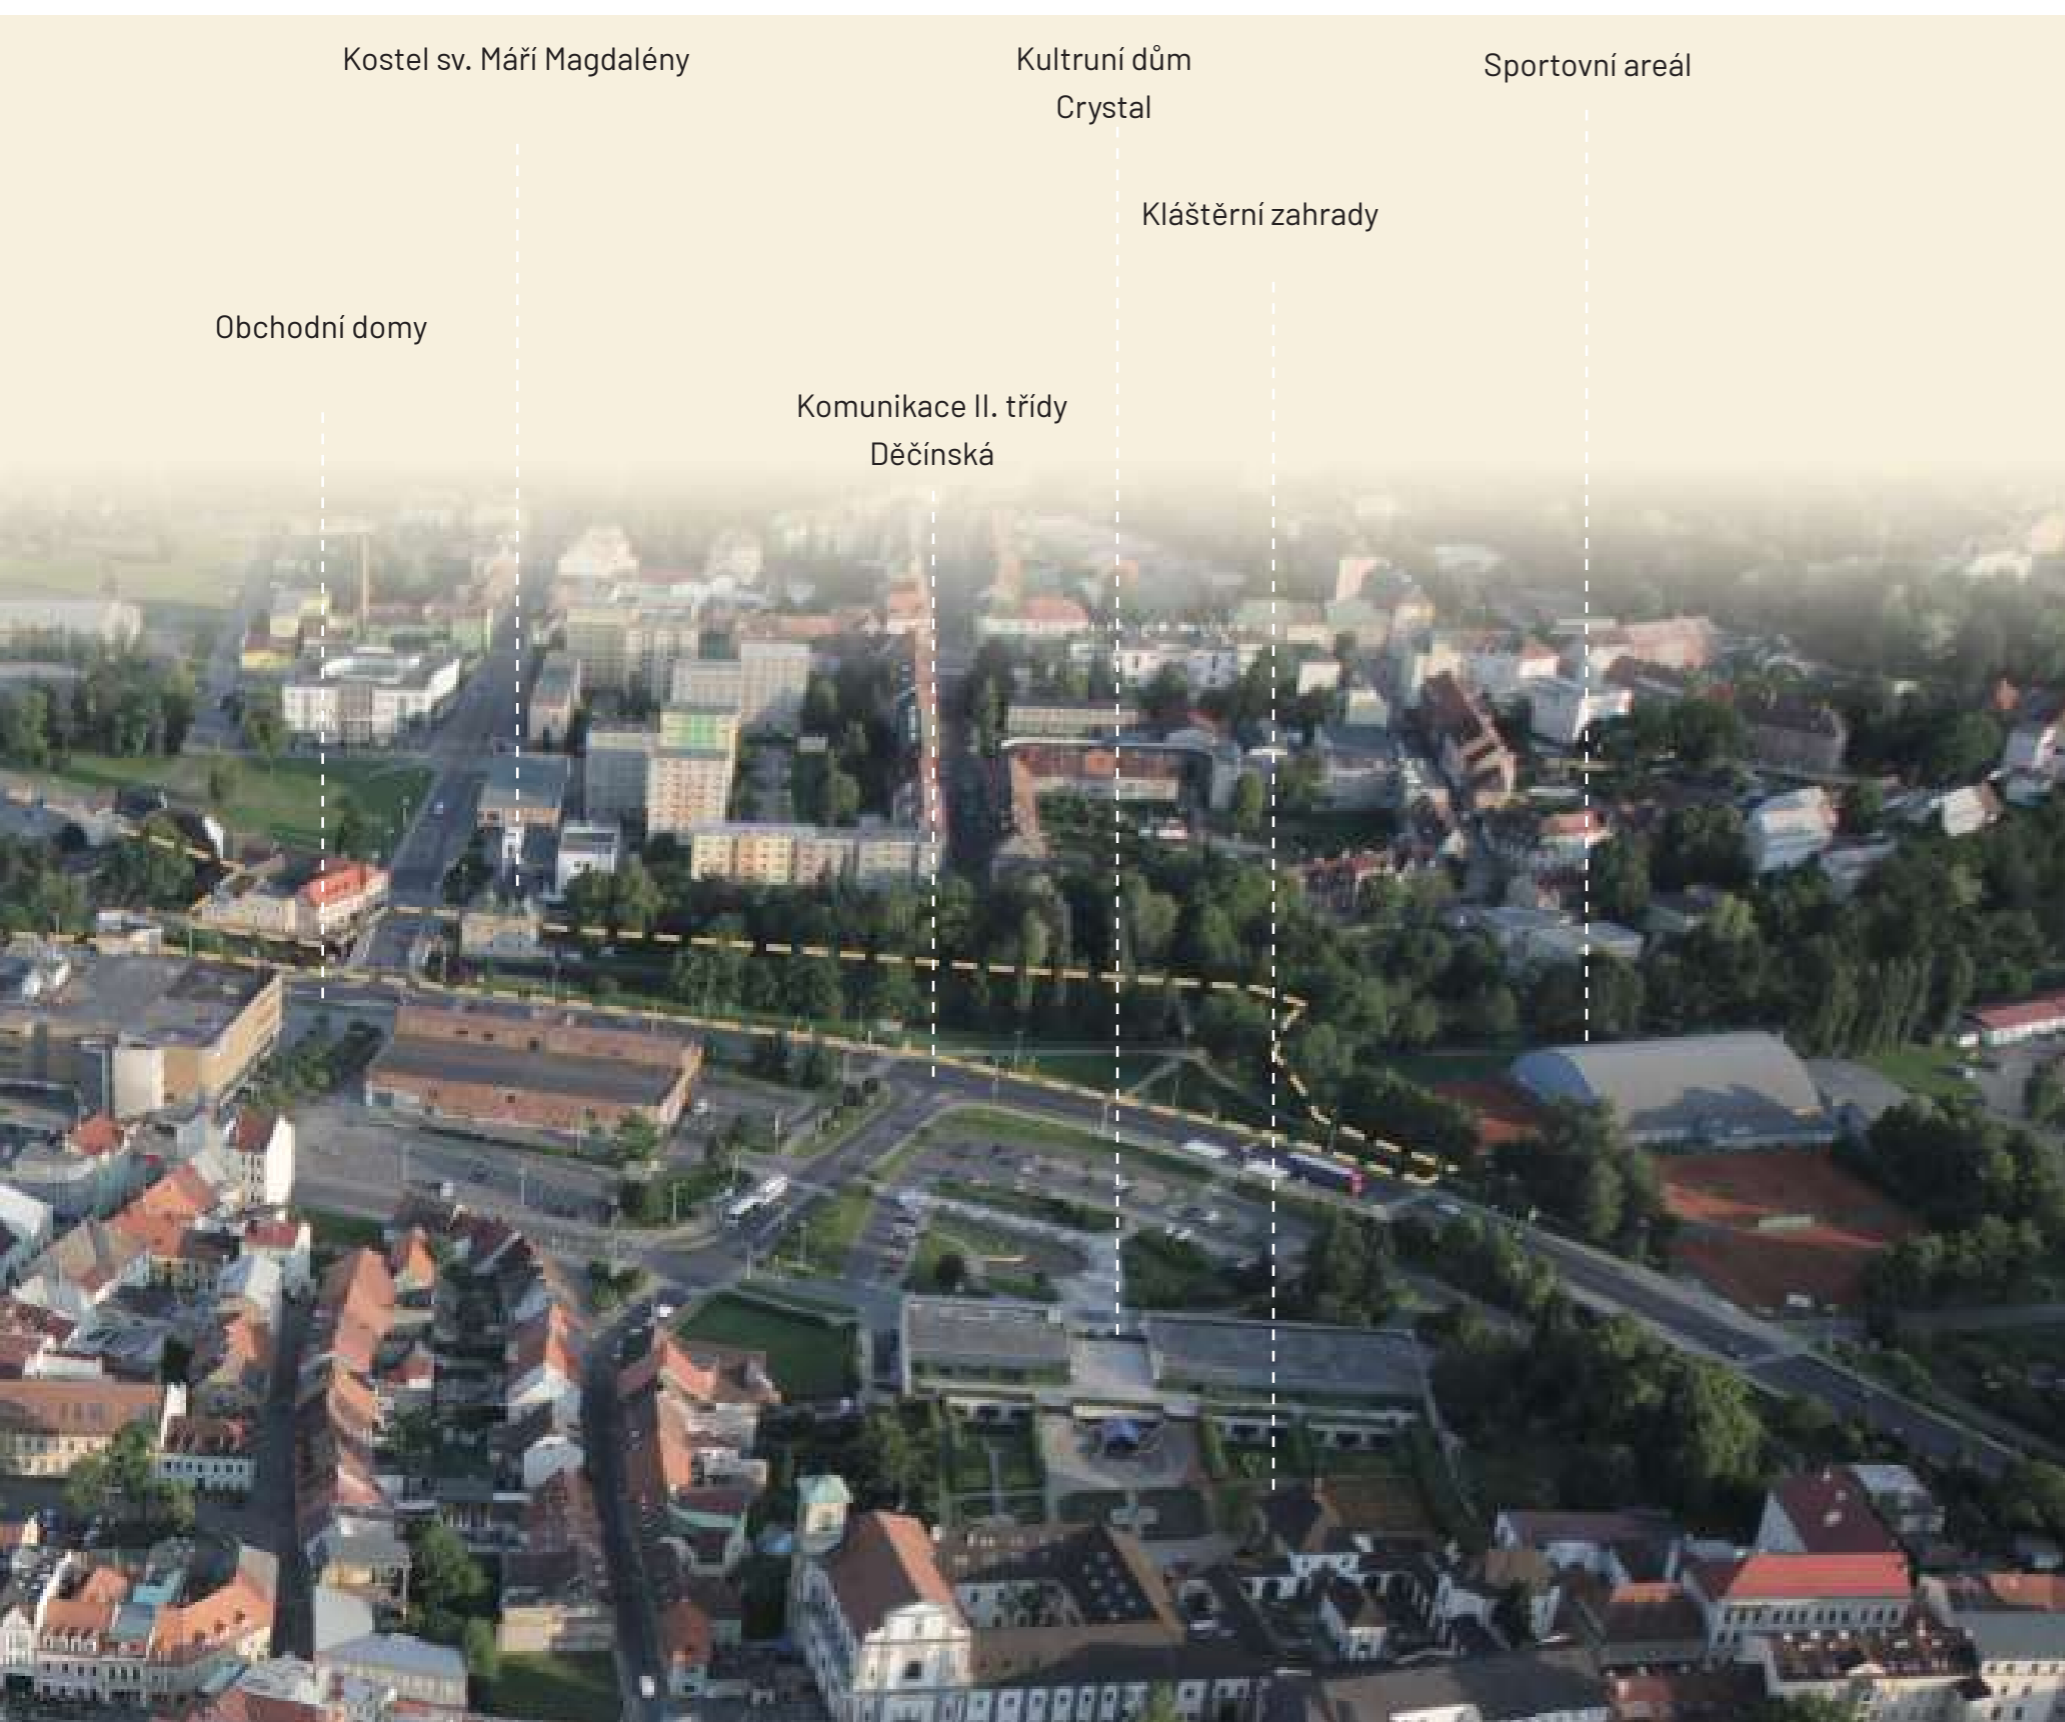 Kostel sv. Máří Magdalény
Kultruní dům
Crystal
Sportovní areál
Kláštěrní zahrady
Obchodní domy
Komunikace II. třídy
Děčínská